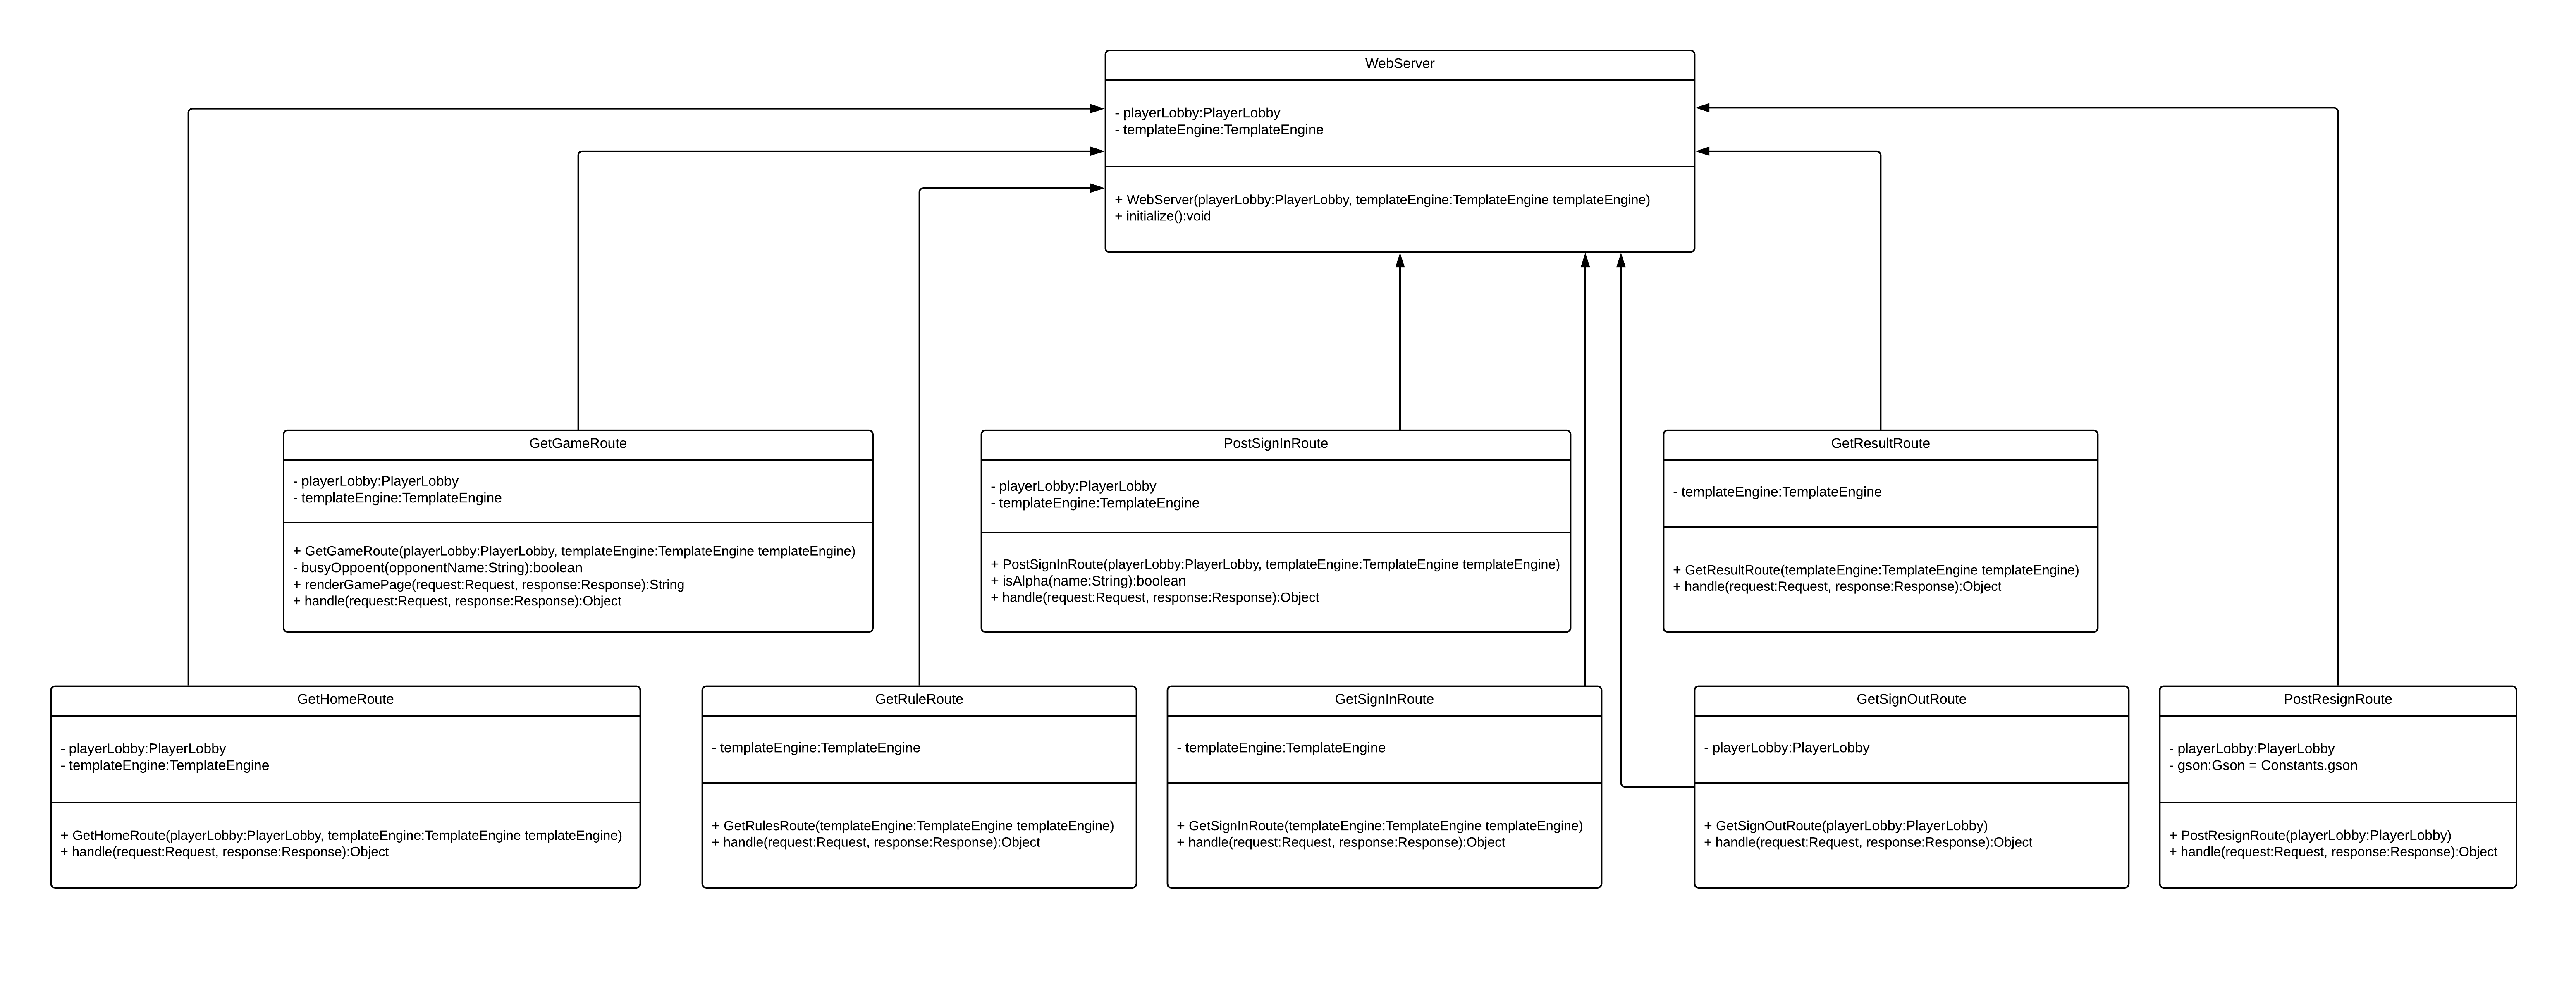 WebServer
- playerLobby:PlayerLobby
- templateEngine:TemplateEngine
+ WebServer(playerLobby:PlayerLobby, templateEngine:TemplateEngine templateEngine)
+ initialize():void
GetGameRoute
- playerLobby:PlayerLobby
- templateEngine:TemplateEngine
+ GetGameRoute(playerLobby:PlayerLobby, templateEngine:TemplateEngine templateEngine)
- busyOppoent(opponentName:String):boolean
+ renderGamePage(request:Request, response:Response):String
+ handle(request:Request, response:Response):Object
PostSignInRoute
- playerLobby:PlayerLobby
- templateEngine:TemplateEngine
+ PostSignInRoute(playerLobby:PlayerLobby, templateEngine:TemplateEngine templateEngine)
+ isAlpha(name:String):boolean
+ handle(request:Request, response:Response):Object
GetResultRoute
- templateEngine:TemplateEngine
+ GetResultRoute(templateEngine:TemplateEngine templateEngine)
+ handle(request:Request, response:Response):Object
GetHomeRoute
- playerLobby:PlayerLobby
- templateEngine:TemplateEngine
+ GetHomeRoute(playerLobby:PlayerLobby, templateEngine:TemplateEngine templateEngine)
+ handle(request:Request, response:Response):Object
GetRuleRoute
- templateEngine:TemplateEngine
+ GetRulesRoute(templateEngine:TemplateEngine templateEngine)
+ handle(request:Request, response:Response):Object
GetSignInRoute
- templateEngine:TemplateEngine
+ GetSignInRoute(templateEngine:TemplateEngine templateEngine)
+ handle(request:Request, response:Response):Object
GetSignOutRoute
- playerLobby:PlayerLobby
+ GetSignOutRoute(playerLobby:PlayerLobby)
+ handle(request:Request, response:Response):Object
PostResignRoute
- playerLobby:PlayerLobby
- gson:Gson = Constants.gson
+ PostResignRoute(playerLobby:PlayerLobby)
+ handle(request:Request, response:Response):Object